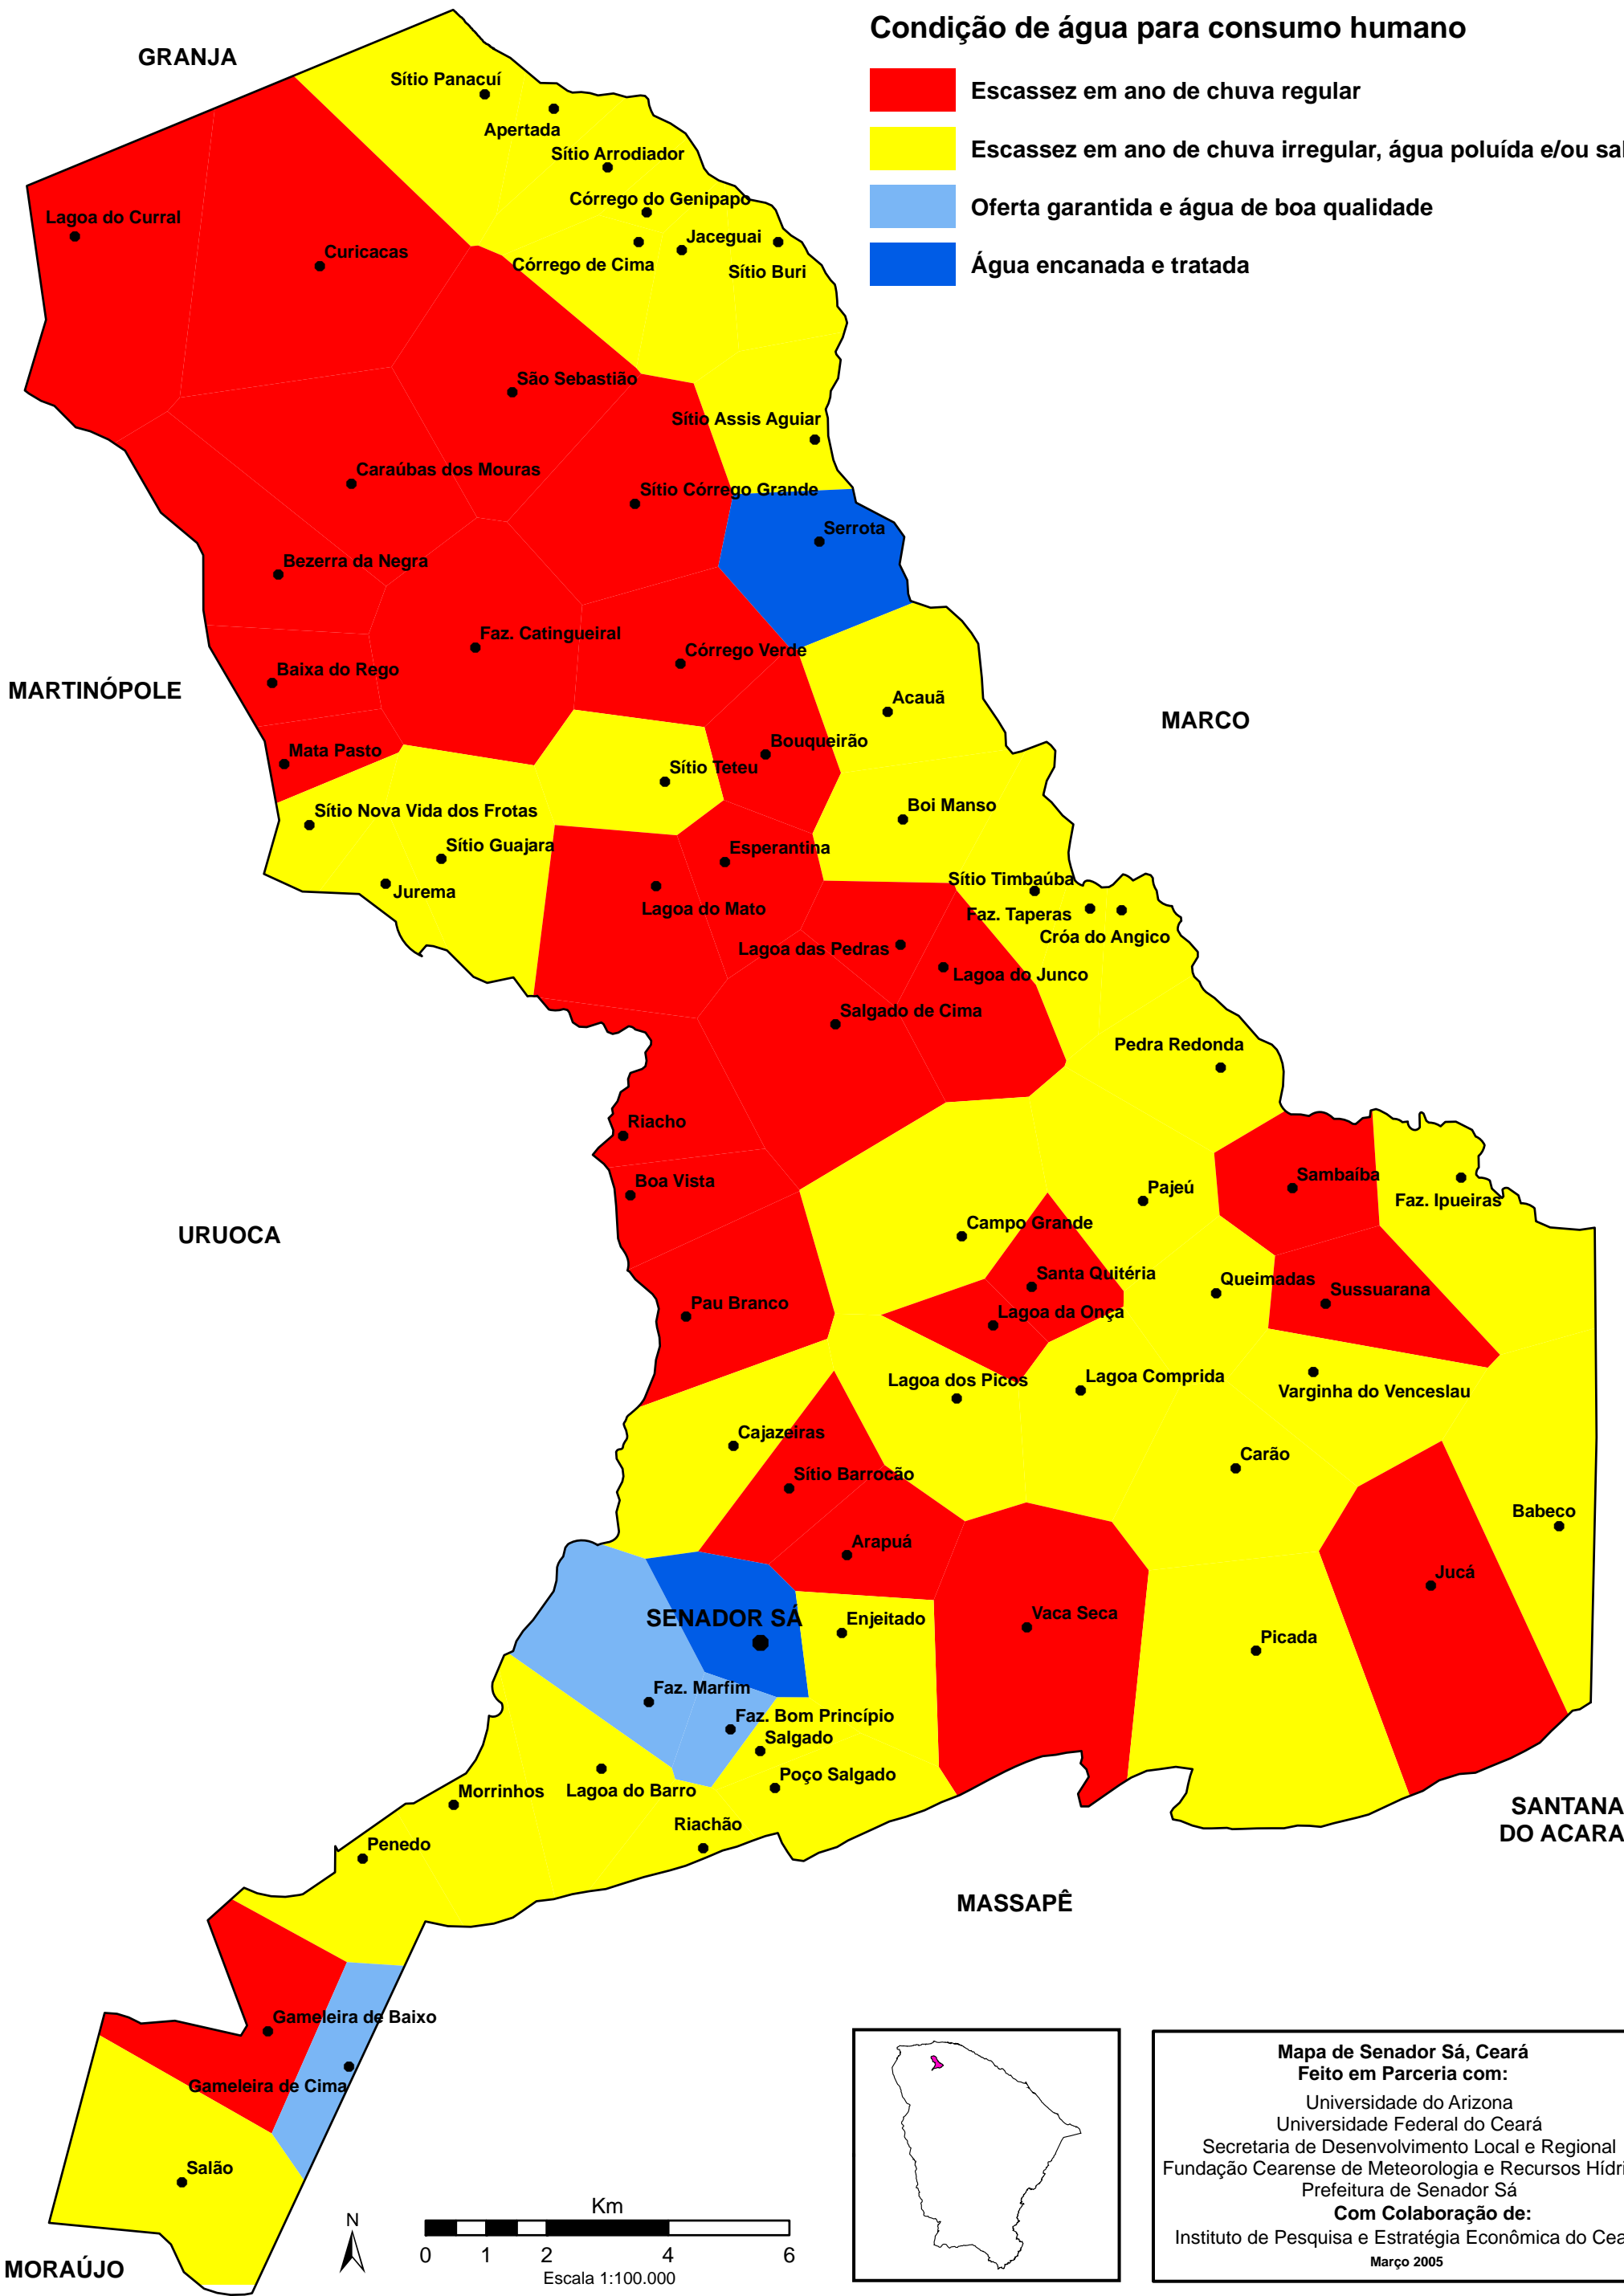 Condição de água para consumo humano
GRANJA
Escassez em ano de chuva regular
Escassez em ano de chuva irregular, água poluída e/ou sal
Oferta garantida e água de boa qualidade
Água encanada e tratada
Sítio Panacuí
Apertada
Sítio Arrodiador
Córrego do Genipapo
Lagoa do Curral
Jaceguai
Curicacas
Córrego de Cima
Sítio Buri
São Sebastião
Sítio Assis Aguiar
Caraúbas dos Mouras
Sítio Córrego Grande
Serrota
Bezerra da Negra
Faz. Catingueiral
Córrego Verde
Baixa do Rego
MARTINÓPOLE
Acauã
MARCO
Bouqueirão
Mata Pasto
Sítio Teteu
Boi Manso
Sítio Nova Vida dos Frotas
Sítio Guajara
Esperantina
Sítio Timbaúba
Jurema
Lagoa do Mato
Faz. Taperas
Cróa do Angico
Lagoa das Pedras
Lagoa do Junco
Salgado de Cima
Pedra Redonda
Riacho
Sambaíba
Boa Vista
Pajeú
Faz. Ipueiras
Campo Grande
URUOCA
Santa Quitéria
Queimadas
Sussuarana
Pau Branco
Lagoa da Onça
Lagoa dos Picos
Lagoa Comprida
Varginha do Venceslau
Cajazeiras
Carão
Sítio Barrocão
Babeco
Arapuá
Jucá
SENADOR SÁ
Enjeitado
Vaca Seca
Picada
Faz. Marfim
Faz. Bom Princípio
Salgado
Poço Salgado
Morrinhos
Lagoa do Barro
SANTANA
DO ACARA
Riachão
Penedo
MASSAPÊ
Gameleira de Baixo
Gameleira de Cima
Salão
MORAÚJO
N
Km
0 1 2 4 6
Escala 1:100.000
Mapa de Senador Sá, Ceará
Feito em Parceria com:
Universidade do Arizona
Universidade Federal do Ceará
Secretaria de Desenvolvimento Local e Regional
Fundação Cearense de Meteorologia e Recursos Hídri
Prefeitura de Senador Sá
Com Colaboração de:
Instituto de Pesquisa e Estratégia Econômica do Cea
Março 2005